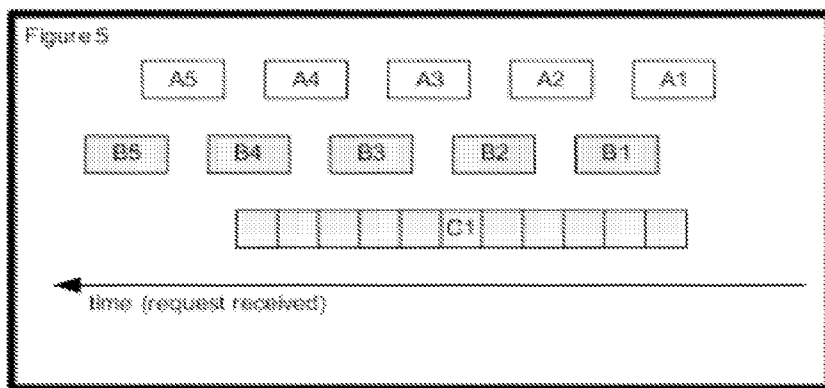 Figure 5
A5 A4 A3 A2 A1
B5 B4 B3 B2 B1
C1
time (request received)